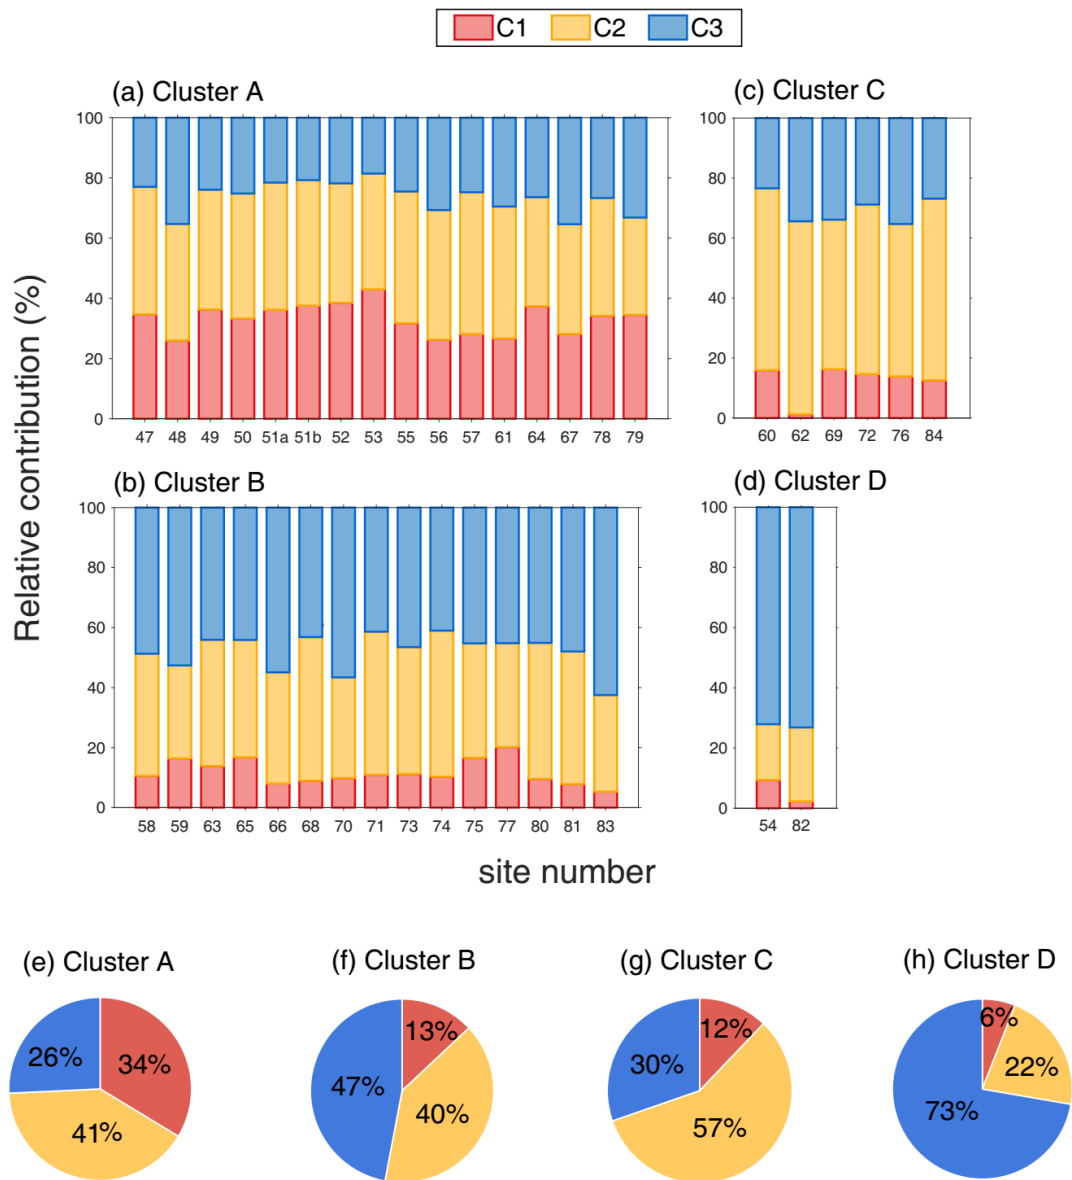 C1 C2 C3
(a) Cluster A
100
80
60
40
20
0
47 48 49 50 51a 51b 52 53 55 56 57 61 64 67 78 79
(c) Cluster C
100
80
60
40
20
0
60 62 69 72 76 84
Relative contribution (%)
(b) Cluster B
100
80
60
40
20
0
58 59 63 65 66 68 70 71 73 74 75 77 80 81 83
(d) Cluster D
100
80
60
40
20
0
54 82
site number
(e) Cluster A
26% 34%
41%
(f) Cluster B
13%
47% 40%
(g) Cluster C
12%
30%
57%
(h) Cluster D
6%
22%
73%